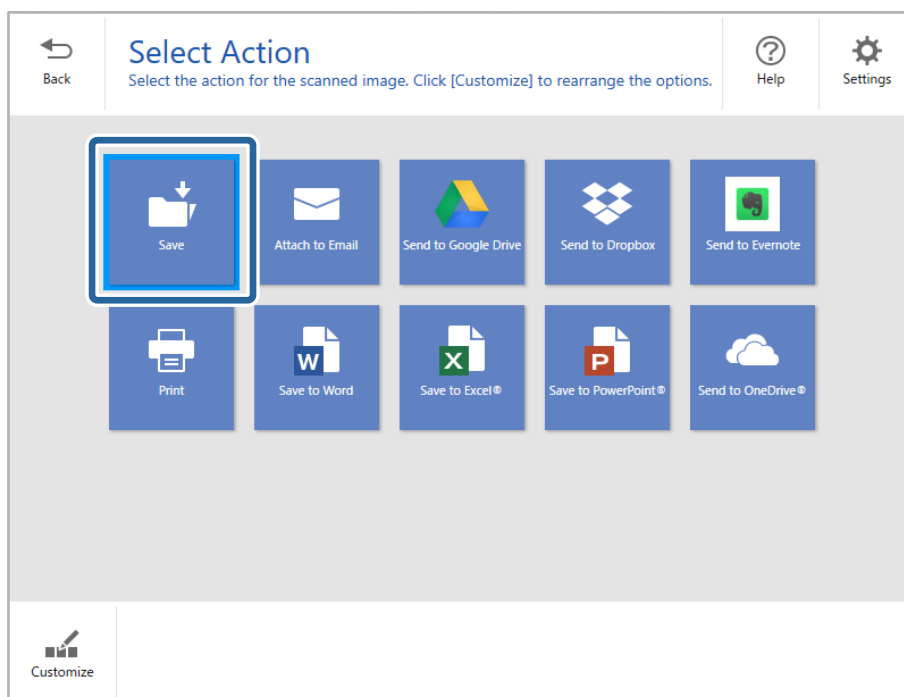 Back
Select Action
Select the action for the scanned image. Click [Customize] to rearrange the options.
Help
Settings
Save
Attach to Email
Send to Google Drive
Send to Dropbox
Send to Evernote
Print
W
Save to Word
X
Save to Excel®
P
Save to PowerPoint®
Send to OneDrive®
Customize